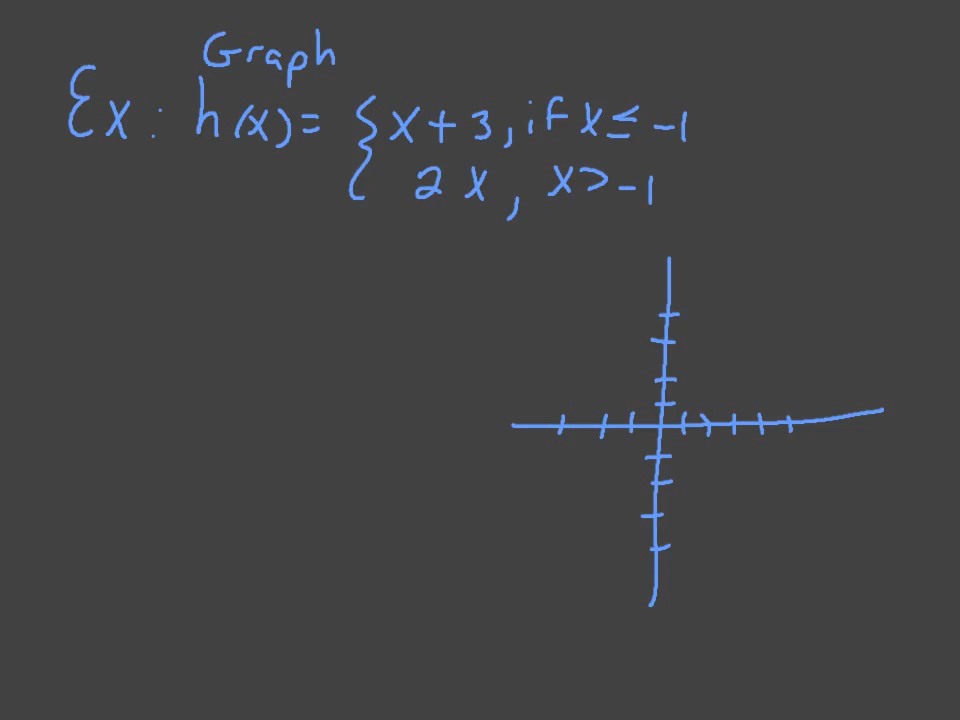 Graph
Ex: h(x) = { x + 3, if x ≤ -1
2x, x > -1